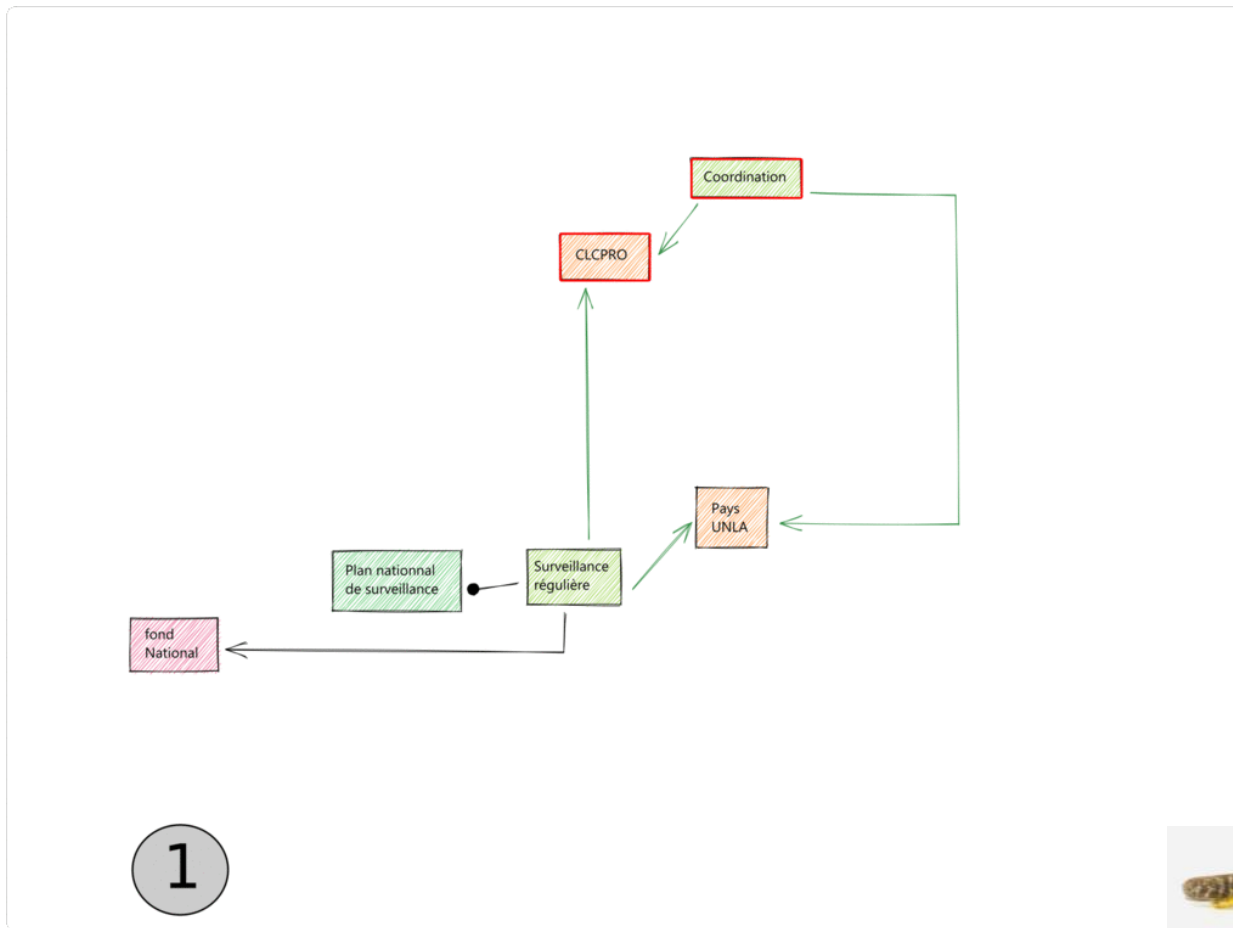 Coordination
CLCPRO
Pays
UNLA
Surveillance
régulière
Plan nationnal
de surveillance
fond
National
1